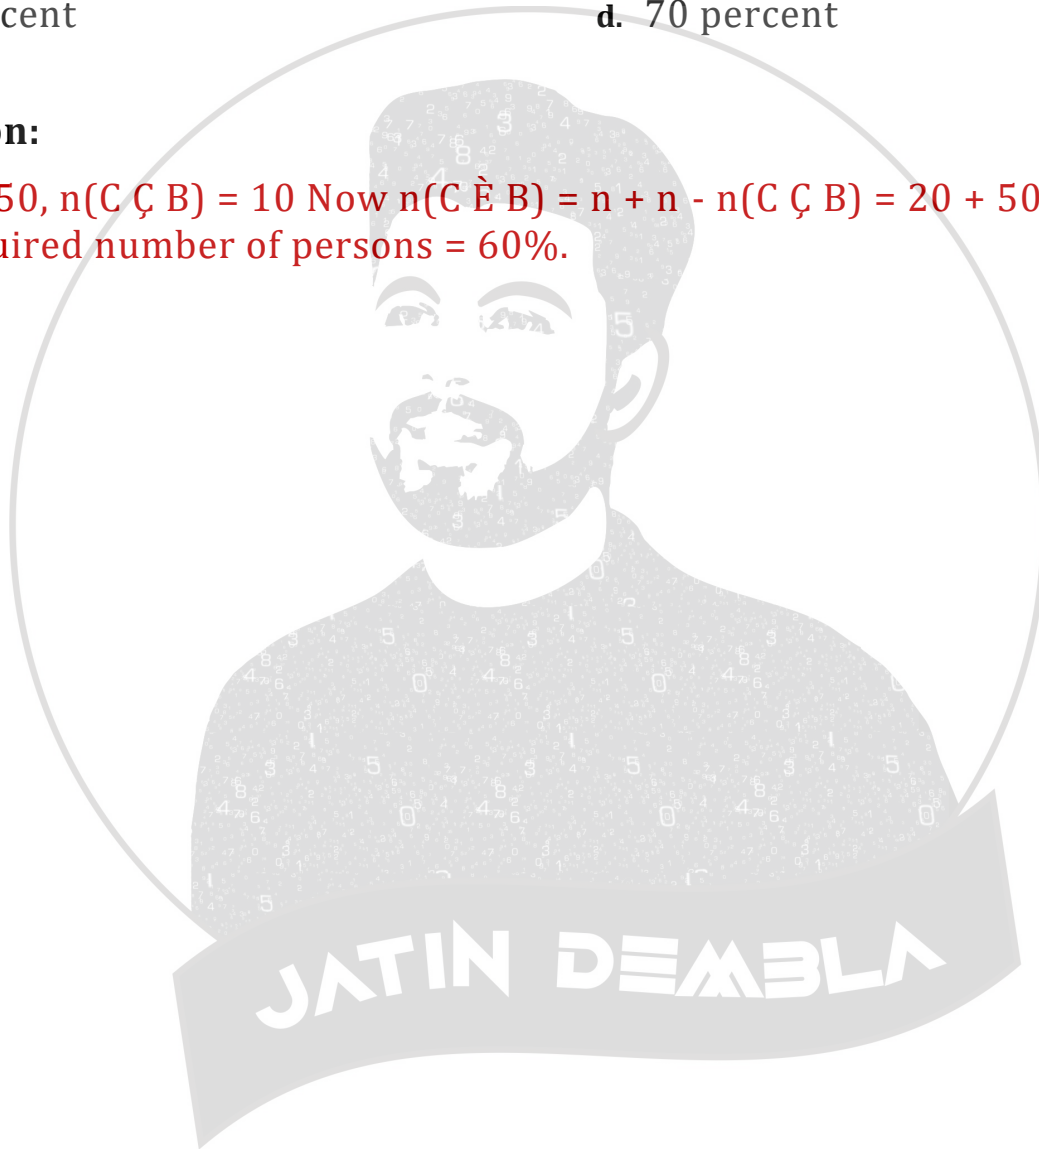 cent d. 70 percent
n:
50, n(C Ç B) = 10 Now n(C È B) = n + n - n(C Ç B) = 20 + 50
uired number of persons = 60%.
JATIN DEMBLA